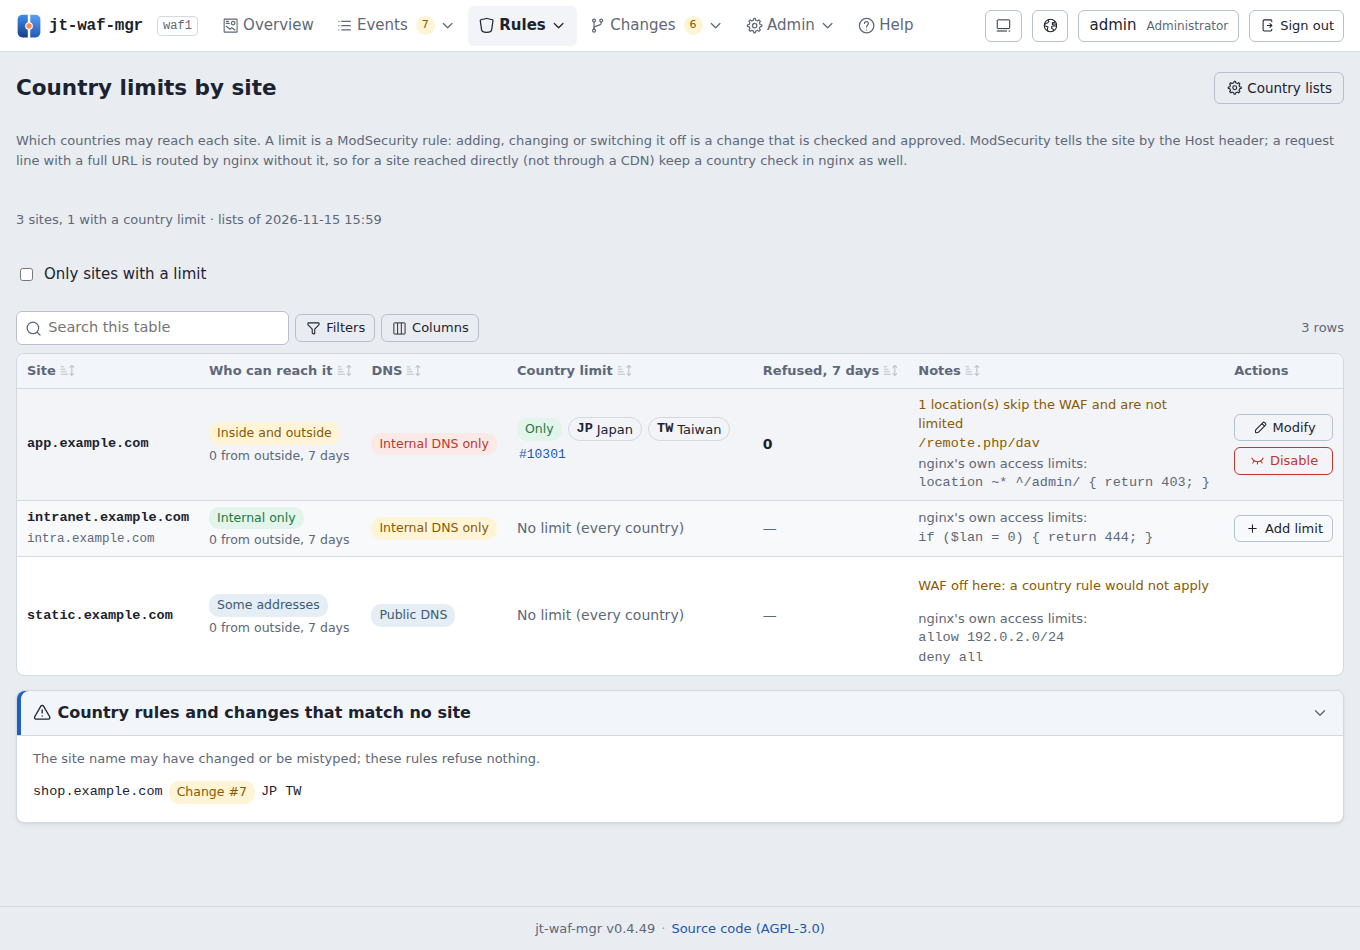 jt-waf-mgr waf1 Overview Events 7 Rules Changes 6 Admin Help admin Administrator Sign out
Country limits by site
Country lists
Which countries may reach each site. A limit is a ModSecurity rule: adding, changing or switching it off is a change that is checked and approved. ModSecurity tells the site by the Host header; a request
line with a full URL is routed by nginx without it, so for a site reached directly (not through a CDN) keep a country check in nginx as well.
3 sites, 1 with a country limit · lists of 2026-11-15 15:59
Only sites with a limit
Search this table Filters Columns 3 rows
Site Who can reach it DNS Country limit Refused, 7 days Notes Actions
app.example.com
Inside and outside
0 from outside, 7 days
Internal DNS only
Only JP Japan TW Taiwan
#10301
0
1 location(s) skip the WAF and are not
limited
/remote.php/dav
nginx's own access limits:
location ~* ^/admin/ { return 403; }
Modify
Disable
intranet.example.com
intra.example.com
Internal only
0 from outside, 7 days
Internal DNS only
No limit (every country)
—
nginx's own access limits:
if ($lan = 0) { return 444; }
Add limit
static.example.com
Some addresses
0 from outside, 7 days
Public DNS
No limit (every country)
—
WAF off here: a country rule would not apply
nginx's own access limits:
allow 192.0.2.0/24
deny all
Country rules and changes that match no site
The site name may have changed or be mistyped; these rules refuse nothing.
shop.example.com Change #7 JP TW
jt-waf-mgr v0.4.49 · Source code (AGPL-3.0)